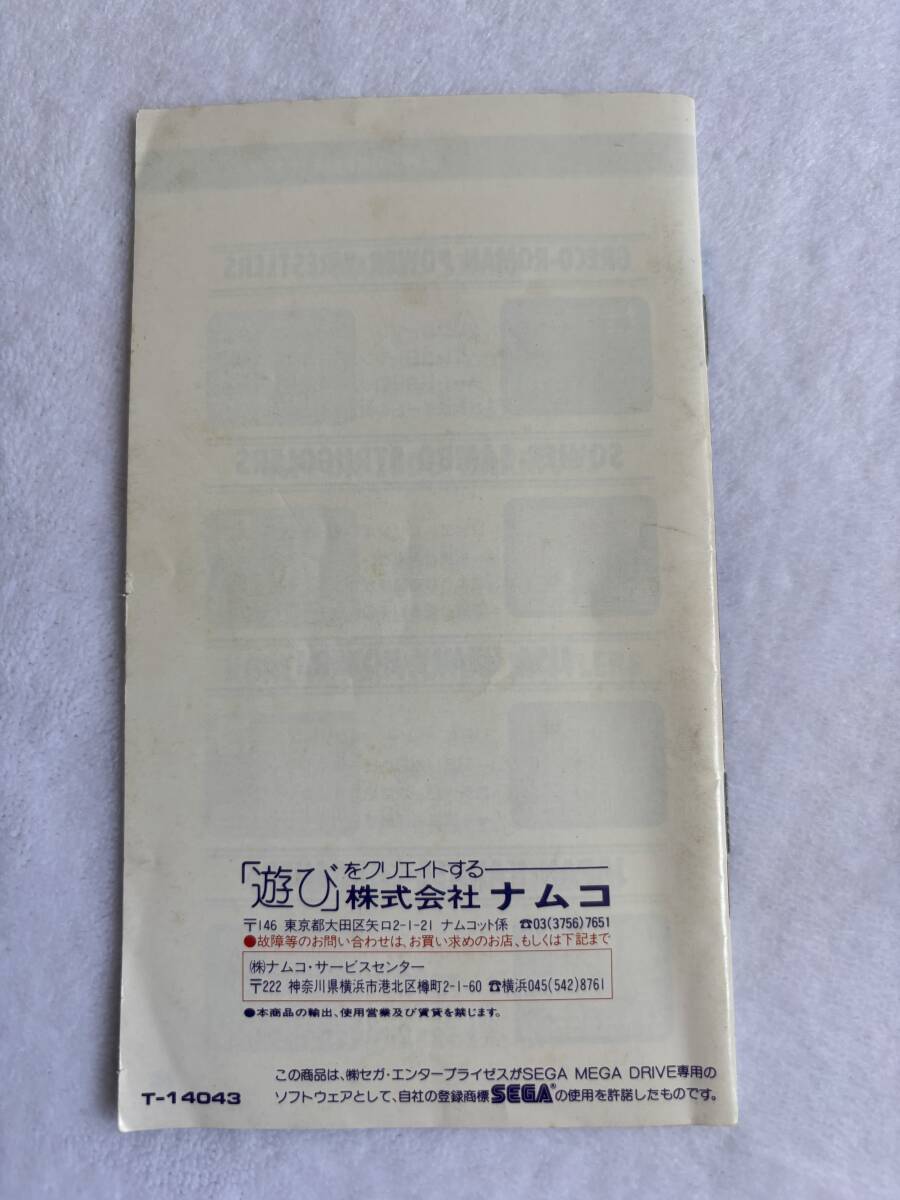 「遊び」をクリエイトする——
株式会社 ナムコ
〒146 東京都大田区矢口2-1-21 ナムコット係 ☎03(3756)7651
●故障等のお問い合わせは、お買い求めのお店、もしくは下記まで
㈱ナムコ・サービスセンター
〒222 神奈川県横浜市港北区樽町2-1-60 ☎横浜045(542)8761
●本商品の輸出、使用営業及び賃貸を禁じます。
この商品は、㈱セガ・エンタープライゼスがSEGA MEGA DRIVE専用の
ソフトウェアとして、自社の登録商標SEGAの使用を許諾したものです。
T-14043
GRECO-ROMAN POWER WRESTLERS